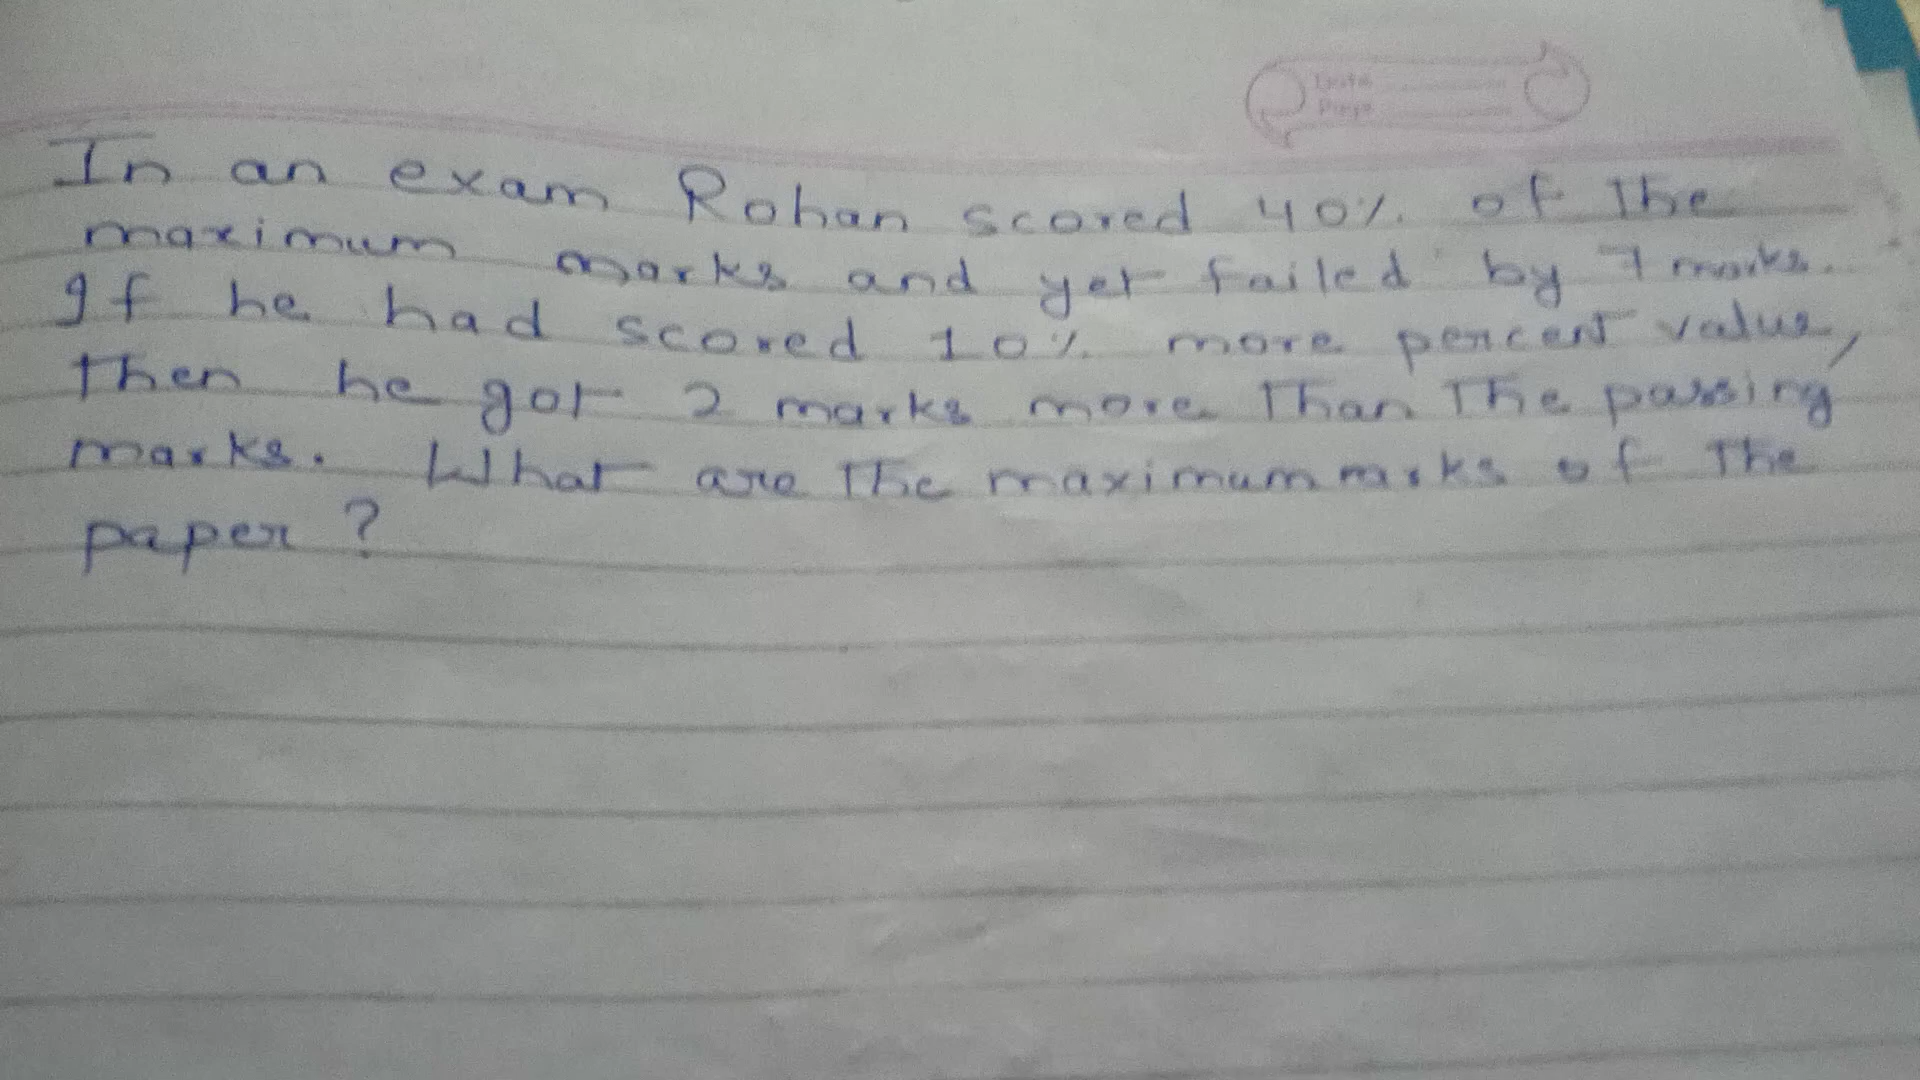 Date
Page
In an exam Rohan scored 40% of the
maximum marks and yet failed by 7 marks.
If he had scored 10% more percent value,
then he got 2 marks more than the passing
marks. What are the maximum marks of the
paper?